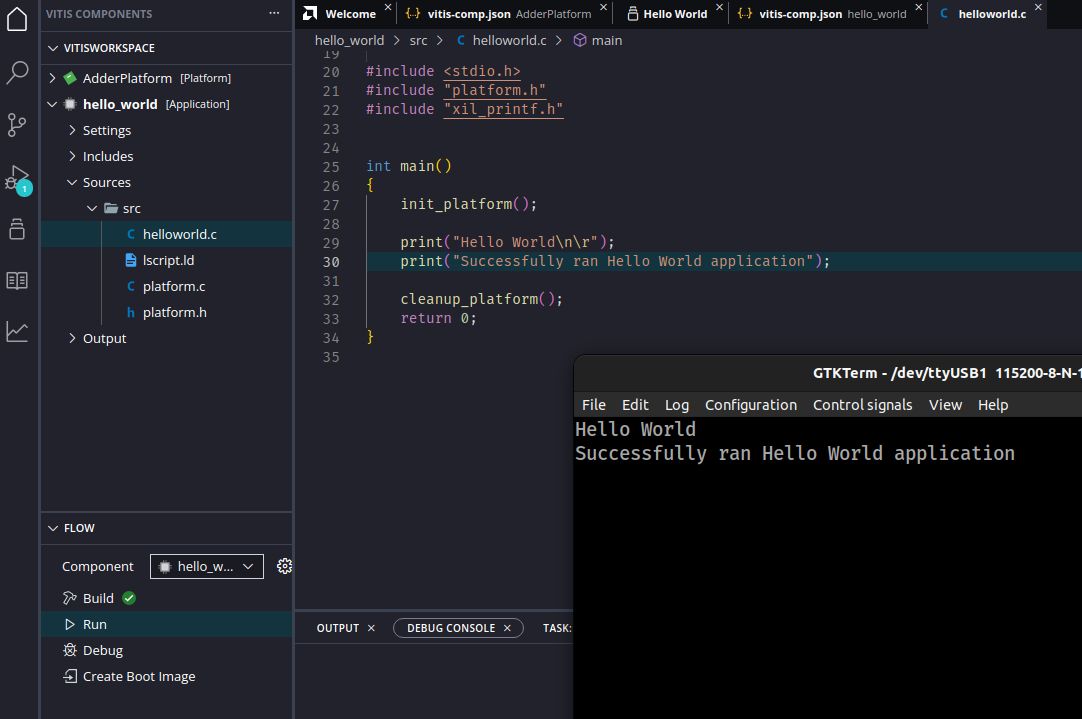 VITIS COMPONENTS ···
VITISWORKSPACE
AdderPlatform [Platform]
hello_world [Application]
Settings
Includes
Sources
src
C helloworld.c
lscript.ld
C platform.c
h platform.h
Output
FLOW
Component hello_w...
Build
Run
Debug
Create Boot Image
1
Welcome × {··} vitis-comp.json AdderPlatform × Hello World × {··} vitis-comp.json hello_world × C helloworld.c ×
hello_world > src > C helloworld.c > main
19
20 #include <stdio.h>
21 #include "platform.h"
22 #include "xil_printf.h"
23
24
25 int main()
26 {
27 init_platform();
28
29 print("Hello World\n\r");
30 print("Successfully ran Hello World application");
31
32 cleanup_platform();
33 return 0;
34 }
35
OUTPUT × DEBUG CONSOLE × TASK:
GTKTerm - /dev/ttyUSB1 115200-8-N-1
File Edit Log Configuration Control signals View Help
Hello World
Successfully ran Hello World application